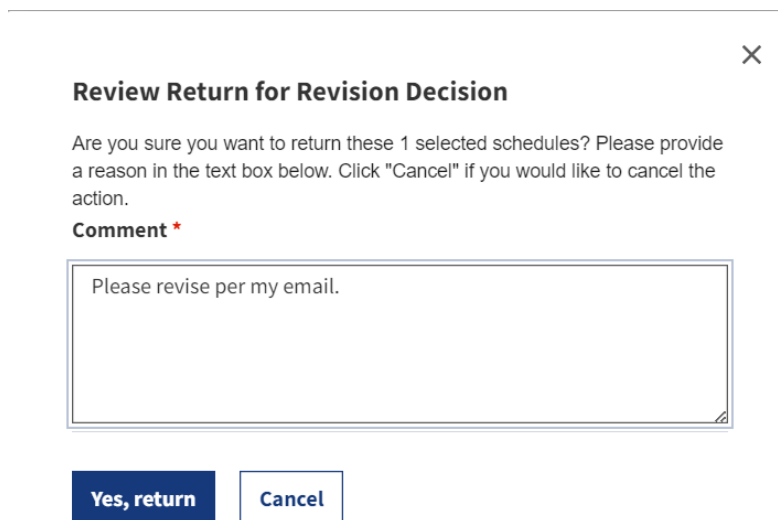 Review Return for Revision Decision
Are you sure you want to return these 1 selected schedules? Please provide
a reason in the text box below. Click "Cancel" if you would like to cancel the
action.
Comment *
Please revise per my email.
Yes, return
Cancel